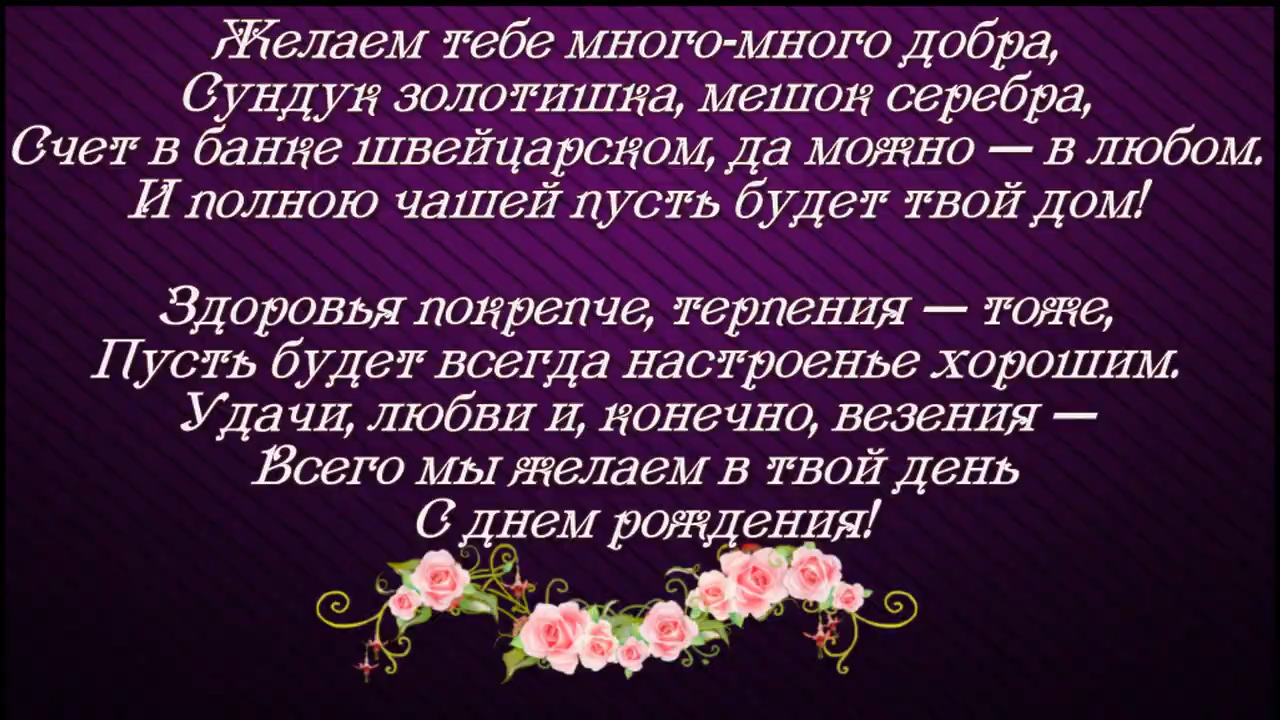 Желаем тебе много-много добра,
Сундук золотишка, мешок серебра,
Счет в банке швейцарском, да можно — в любом.
И полною чашей пусть будет твой дом!
Здоровья покрепче, терпения — тоже,
Пусть будет всегда настроенье хорошим.
Удачи, любви и, конечно, везения —
Всего мы желаем в твой день
С днем рождения!